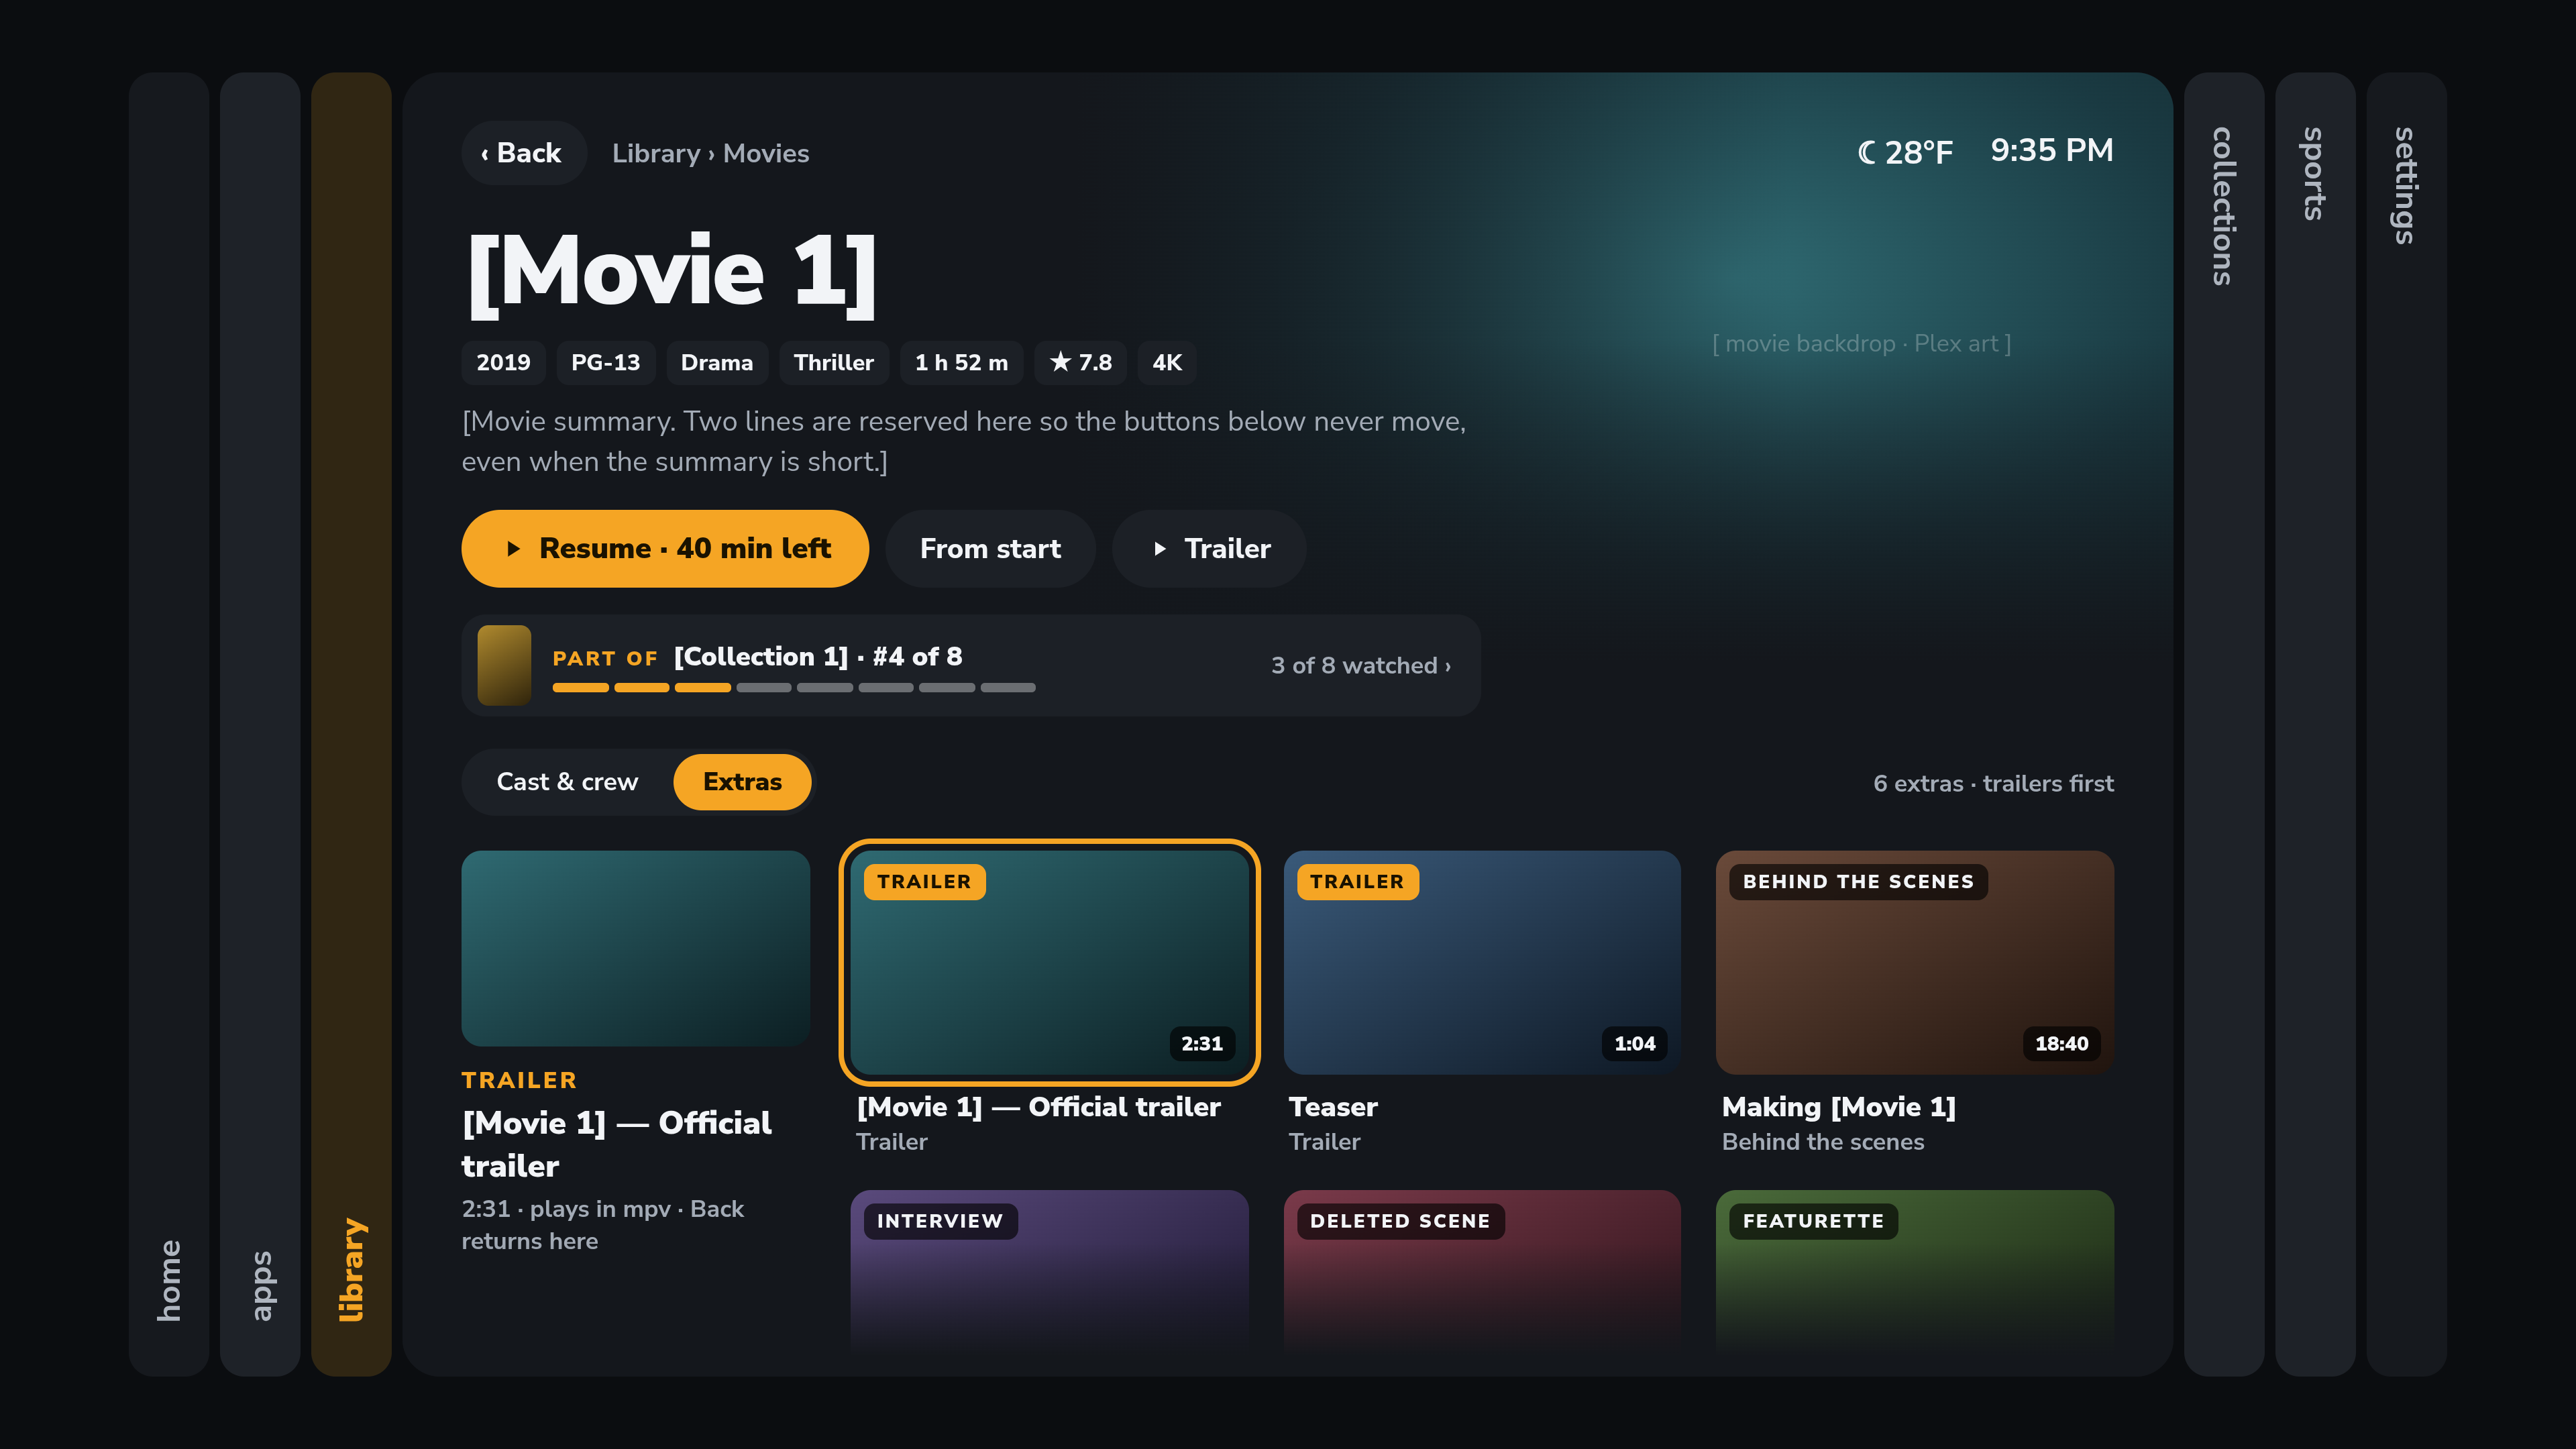 ‹ Back
Library › Movies
☾ 28°F
9:35 PM
[Movie 1]
2019
PG-13
Drama
Thriller
1 h 52 m
★ 7.8
4K
[ movie backdrop · Plex art ]
[Movie summary. Two lines are reserved here so the buttons below never move,
even when the summary is short.]
Resume · 40 min left
From start
Trailer
PART OF [Collection 1] · #4 of 8
3 of 8 watched ›
Cast & crew
Extras
6 extras · trailers first
TRAILER
[Movie 1] — Official
trailer
2:31 · plays in mpv · Back
returns here
TRAILER
2:31
[Movie 1] — Official trailer
Trailer
TRAILER
1:04
Teaser
Trailer
BEHIND THE SCENES
18:40
Making [Movie 1]
Behind the scenes
INTERVIEW
DELETED SCENE
FEATURETTE
home
apps
library
collections
sports
settings